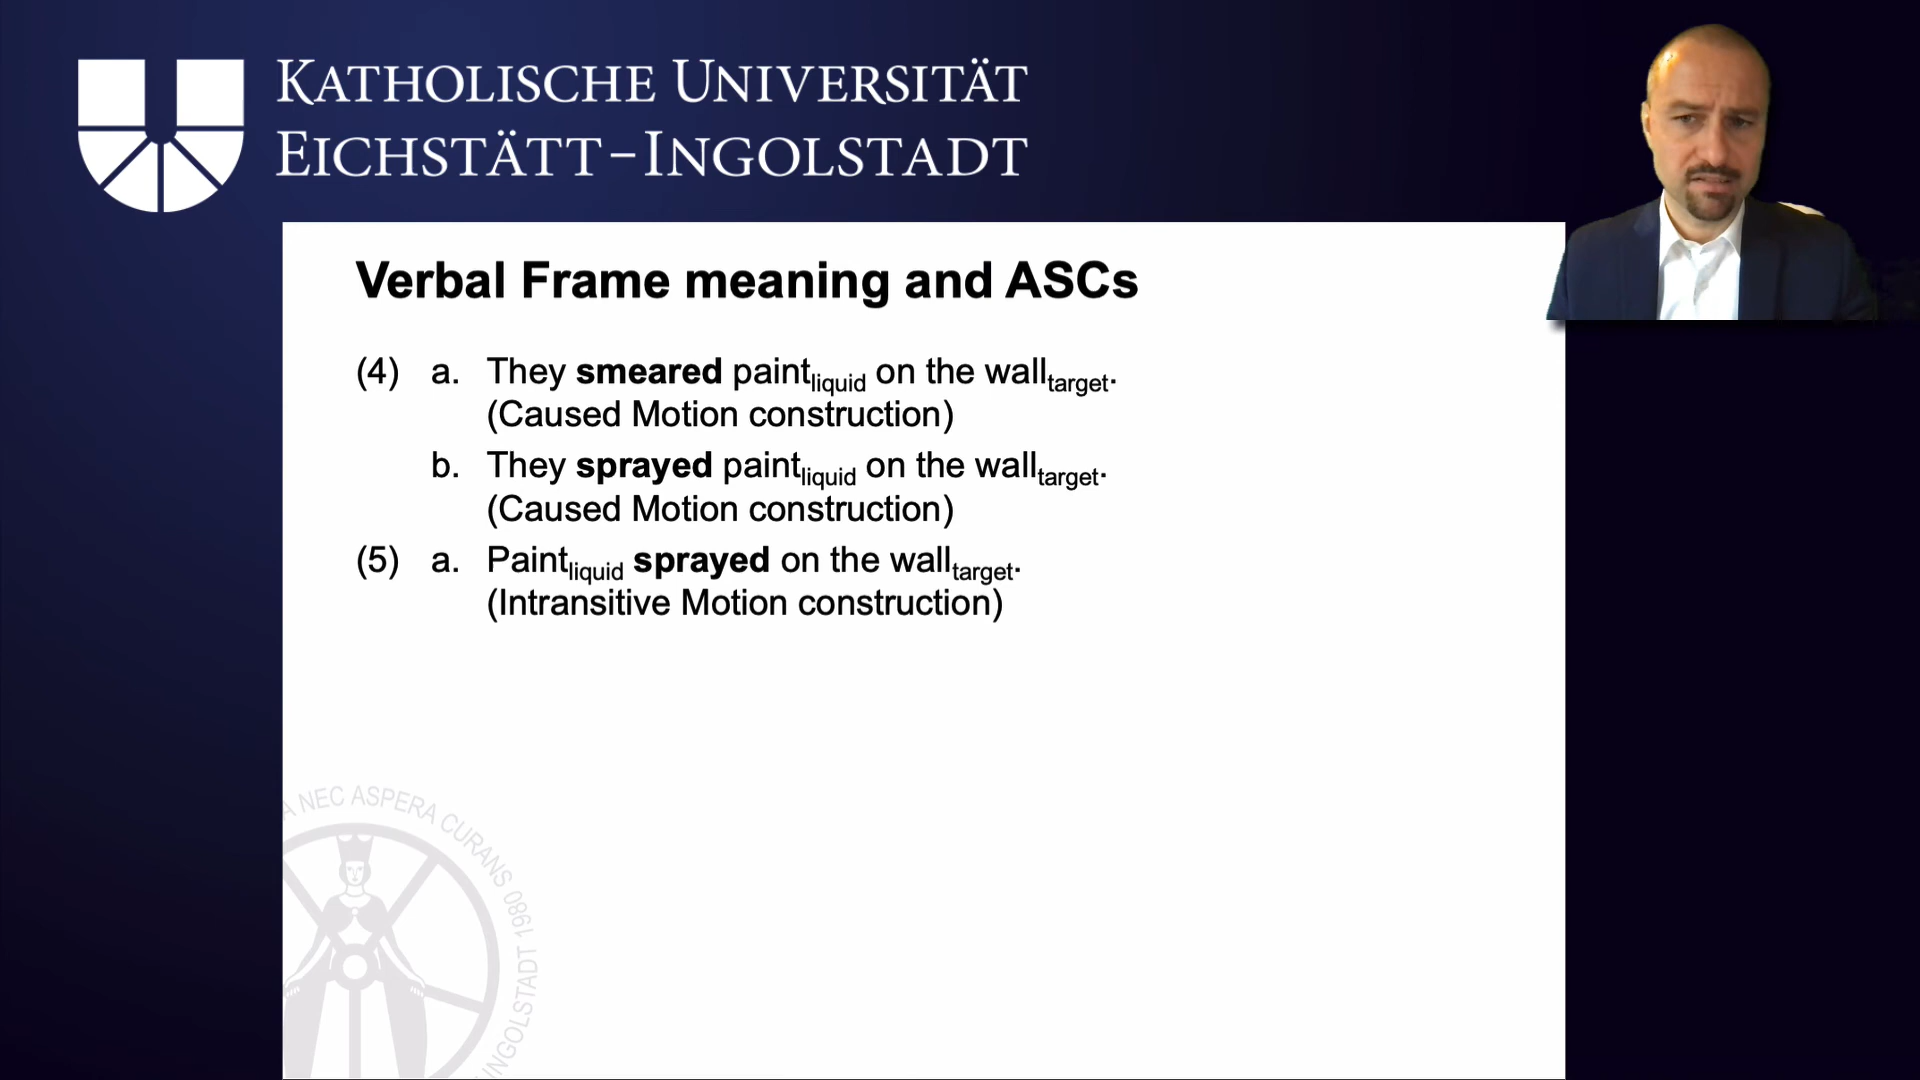 KATHOLISCHE UNIVERSITÄT
EICHSTÄTT-INGOLSTADT
Verbal Frame meaning and ASCs
(4) a. They smeared paintliquid on the walltarget.
(Caused Motion construction)
b. They sprayed paintliquid on the walltarget.
(Caused Motion construction)
(5) a. Paintliquid sprayed on the walltarget.
(Intransitive Motion construction)
NEC ASPERA CURANS 1980
INGOLSTADT